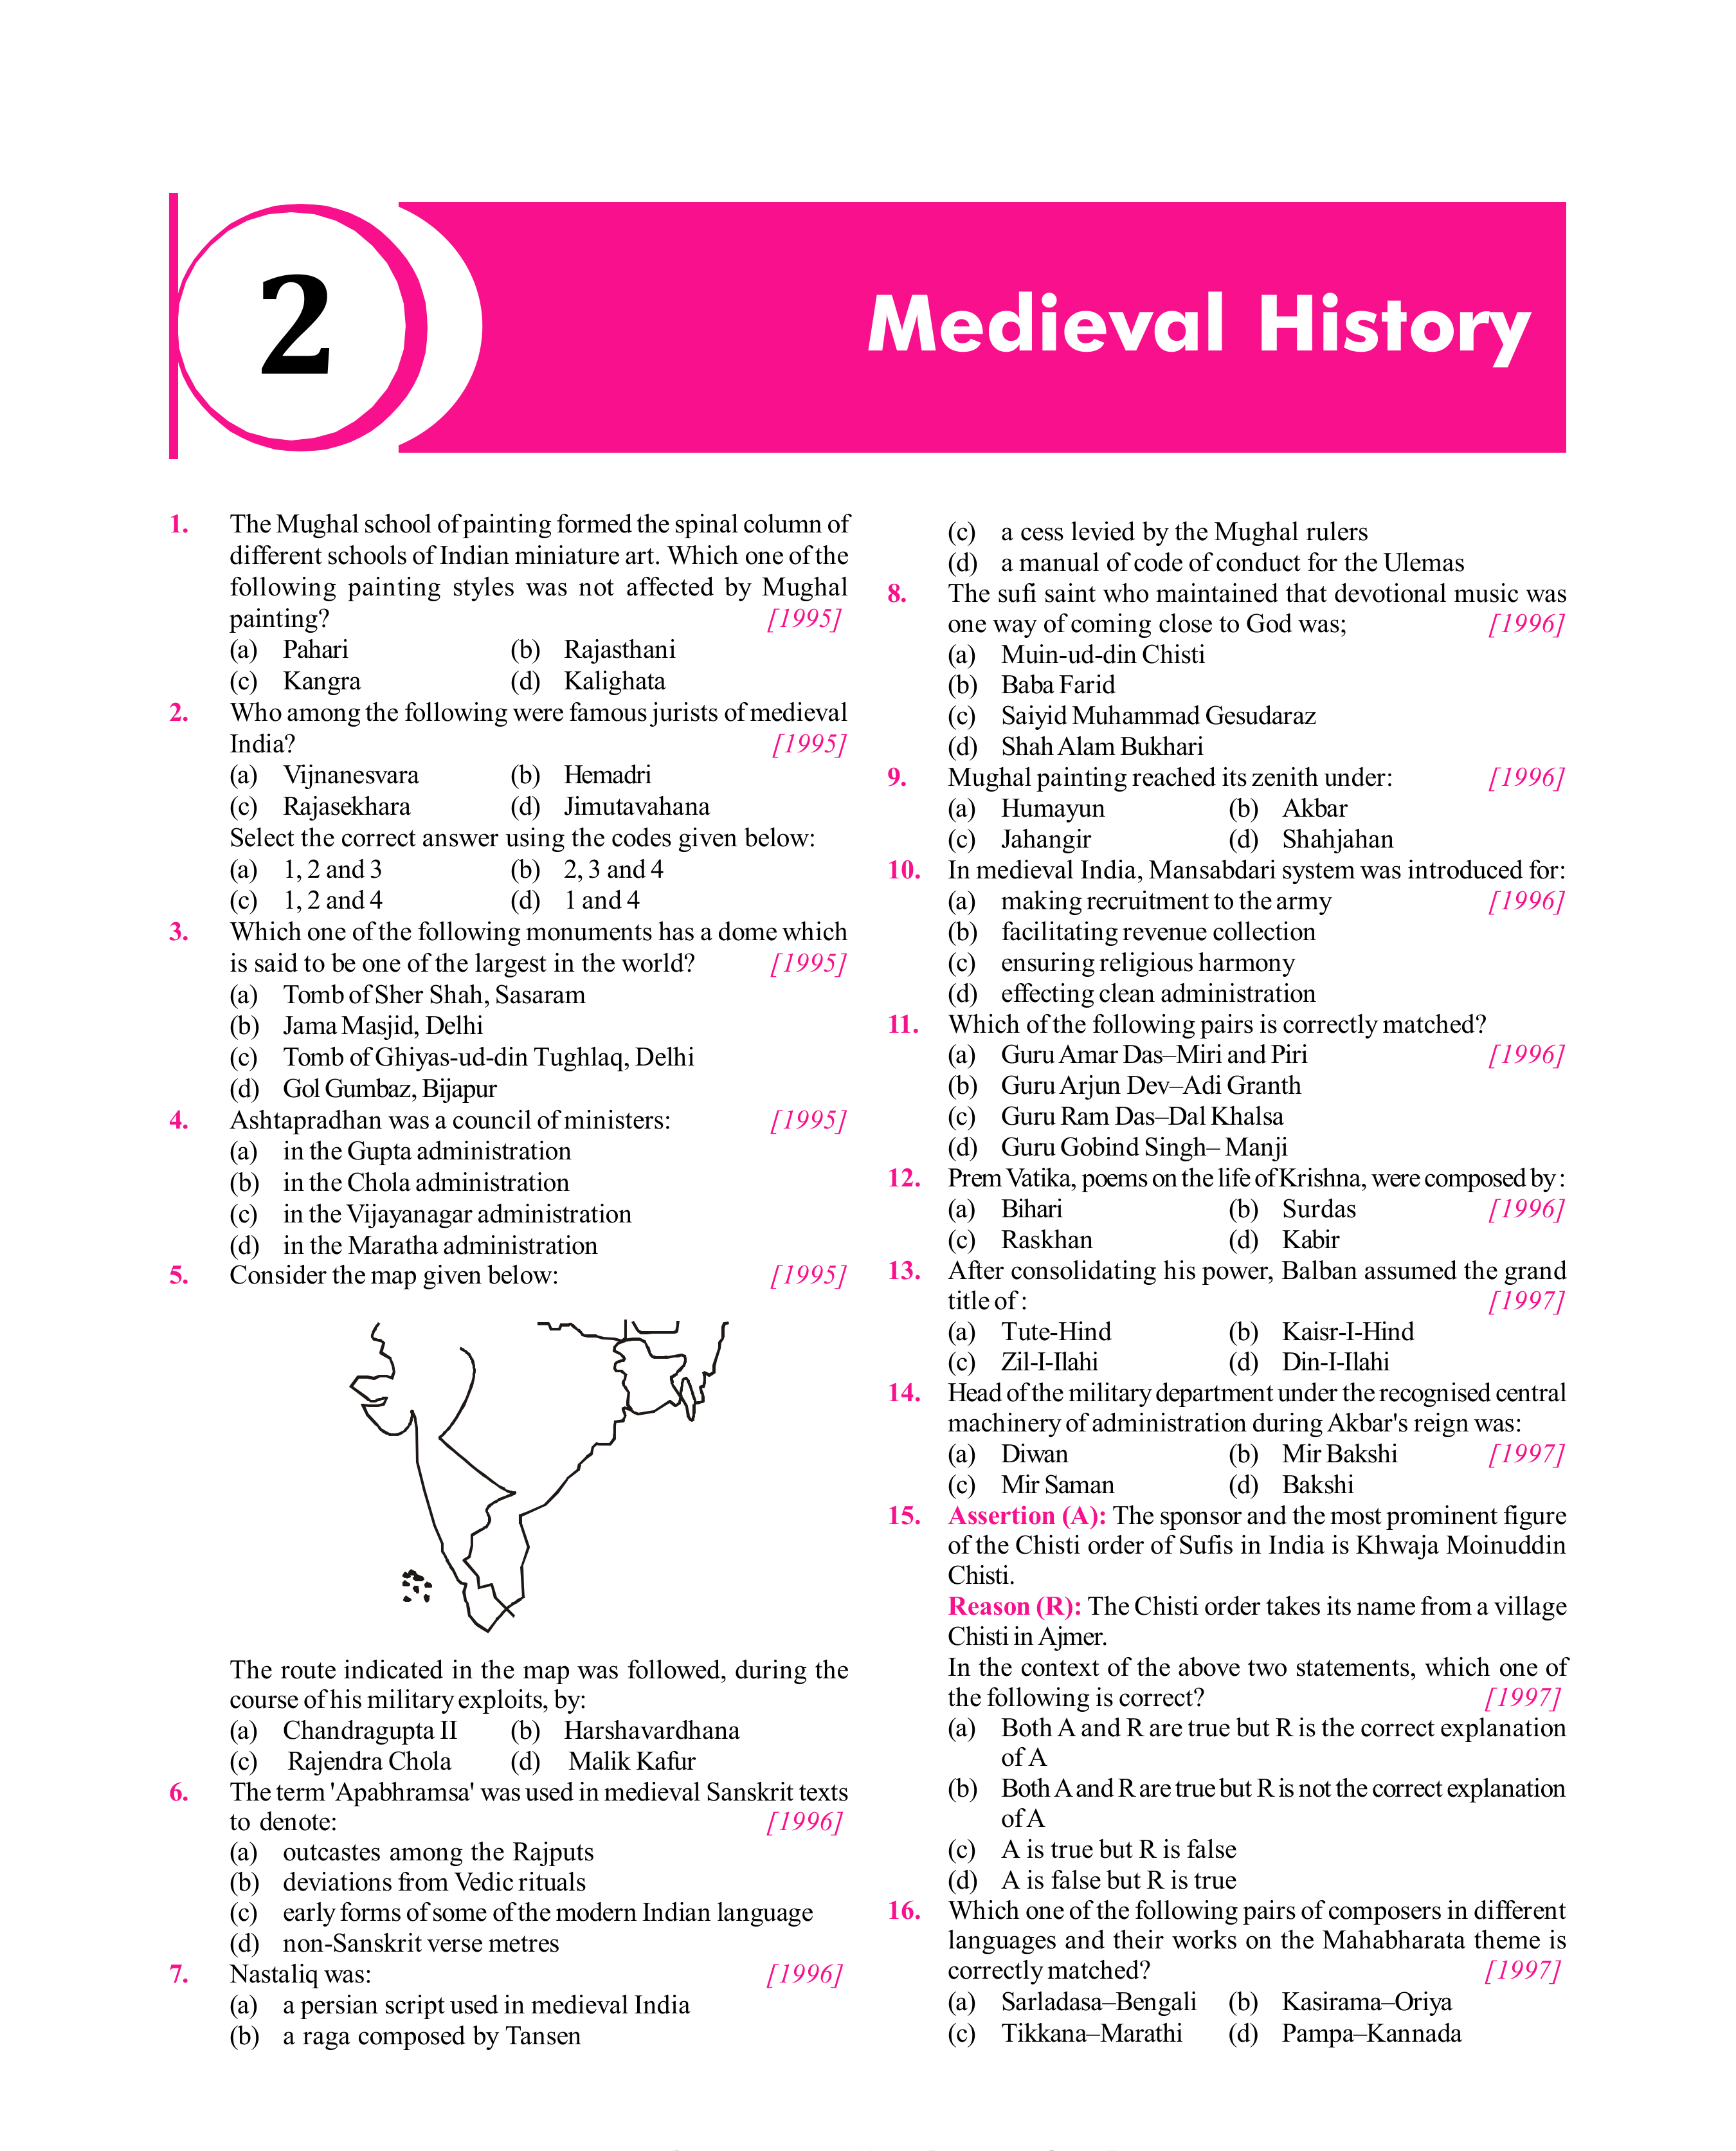 2
Medieval History
1. The Mughal school of painting formed the spinal column of
different schools of Indian miniature art. Which one of the
following painting styles was not affected by Mughal
painting? [1995]
(a) Pahari (b) Rajasthani
(c) Kangra (d) Kalighata
2. Who among the following were famous jurists of medieval
India? [1995]
(a) Vijnanesvara (b) Hemadri
(c) Rajasekhara (d) Jimutavahana
Select the correct answer using the codes given below:
(a) 1, 2 and 3 (b) 2, 3 and 4
(c) 1, 2 and 4 (d) 1 and 4
3. Which one of the following monuments has a dome which
is said to be one of the largest in the world? [1995]
(a) Tomb of Sher Shah, Sasaram
(b) Jama Masjid, Delhi
(c) Tomb of Ghiyas-ud-din Tughlaq, Delhi
(d) Gol Gumbaz, Bijapur
4. Ashtapradhan was a council of ministers: [1995]
(a) in the Gupta administration
(b) in the Chola administration
(c) in the Vijayanagar administration
(d) in the Maratha administration
5. Consider the map given below: [1995]
The route indicated in the map was followed, during the
course of his military exploits, by:
(a) Chandragupta II (b) Harshavardhana
(c) Rajendra Chola (d) Malik Kafur
6. The term 'Apabhramsa' was used in medieval Sanskrit texts
to denote: [1996]
(a) outcastes among the Rajputs
(b) deviations from Vedic rituals
(c) early forms of some of the modern Indian language
(d) non-Sanskrit verse metres
7. Nastaliq was: [1996]
(a) a persian script used in medieval India
(b) a raga composed by Tansen
(c) a cess levied by the Mughal rulers
(d) a manual of code of conduct for the Ulemas
8. The sufi saint who maintained that devotional music was
one way of coming close to God was; [1996]
(a) Muin-ud-din Chisti
(b) Baba Farid
(c) Saiyid Muhammad Gesudaraz
(d) Shah Alam Bukhari
9. Mughal painting reached its zenith under: [1996]
(a) Humayun (b) Akbar
(c) Jahangir (d) Shahjahan
10. In medieval India, Mansabdari system was introduced for:
(a) making recruitment to the army [1996]
(b) facilitating revenue collection
(c) ensuring religious harmony
(d) effecting clean administration
11. Which of the following pairs is correctly matched?
(a) Guru Amar Das–Miri and Piri [1996]
(b) Guru Arjun Dev–Adi Granth
(c) Guru Ram Das–Dal Khalsa
(d) Guru Gobind Singh– Manji
12. Prem Vatika, poems on the life of Krishna, were composed by :
(a) Bihari (b) Surdas [1996]
(c) Raskhan (d) Kabir
13. After consolidating his power, Balban assumed the grand
title of : [1997]
(a) Tute-Hind (b) Kaisr-I-Hind
(c) Zil-I-Ilahi (d) Din-I-Ilahi
14. Head of the military department under the recognised central
machinery of administration during Akbar's reign was:
(a) Diwan (b) Mir Bakshi [1997]
(c) Mir Saman (d) Bakshi
15. Assertion (A): The sponsor and the most prominent figure
of the Chisti order of Sufis in India is Khwaja Moinuddin
Chisti.
Reason (R): The Chisti order takes its name from a village
Chisti in Ajmer.
In the context of the above two statements, which one of
the following is correct? [1997]
(a) Both A and R are true but R is the correct explanation
of A
(b) Both A and R are true but R is not the correct explanation
of A
(c) A is true but R is false
(d) A is false but R is true
16. Which one of the following pairs of composers in different
languages and their works on the Mahabharata theme is
correctly matched? [1997]
(a) Sarladasa–Bengali (b) Kasirama–Oriya
(c) Tikkana–Marathi (d) Pampa–Kannada